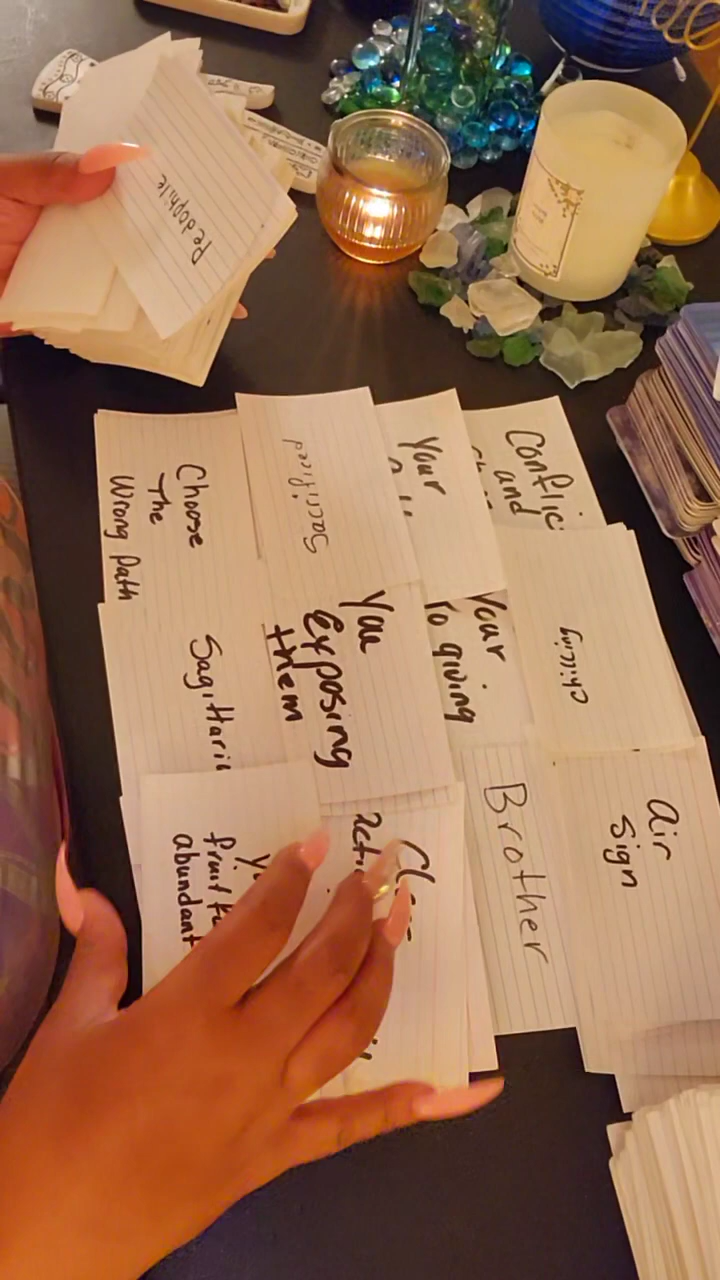 Pedophile
Choose
The
Wrong Path
Sacrificed
Your
and
Sagittari
You
Exposing
them
Your
To giving
Chilling
abundant
Brother
Air
Sign